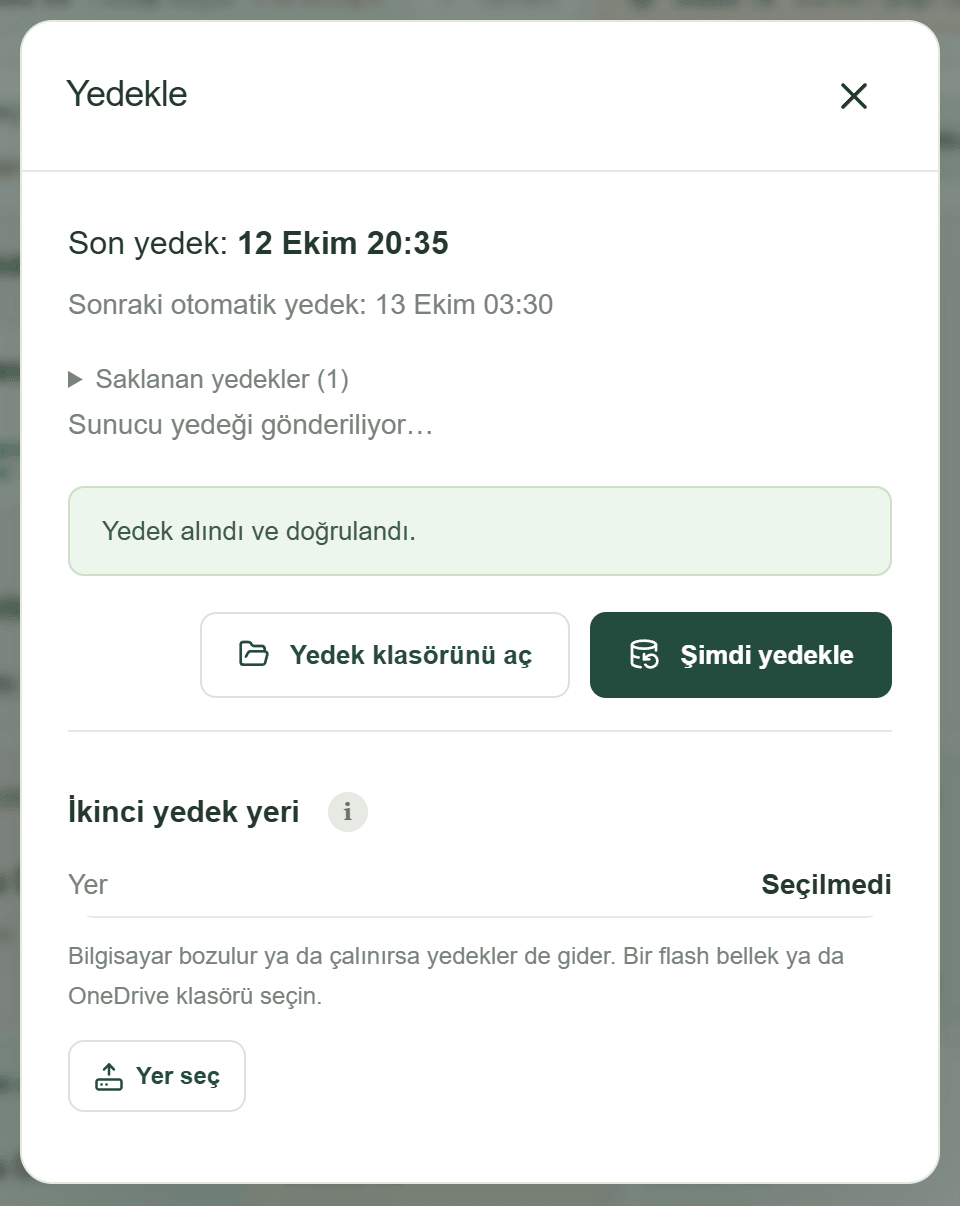 Yedekle
Son yedek: 12 Ekim 20:35
Sonraki otomatik yedek: 13 Ekim 03:30
Saklanan yedekler (1)
Sunucu yedeği gönderiliyor…
Yedek alındı ve doğrulandı.
Yedek klasörünü aç
Şimdi yedekle
İkinci yedek yeri
i
Yer
Seçilmedi
Bilgisayar bozulur ya da çalınırsa yedekler de gider. Bir flash bellek ya da
OneDrive klasörü seçin.
Yer seç